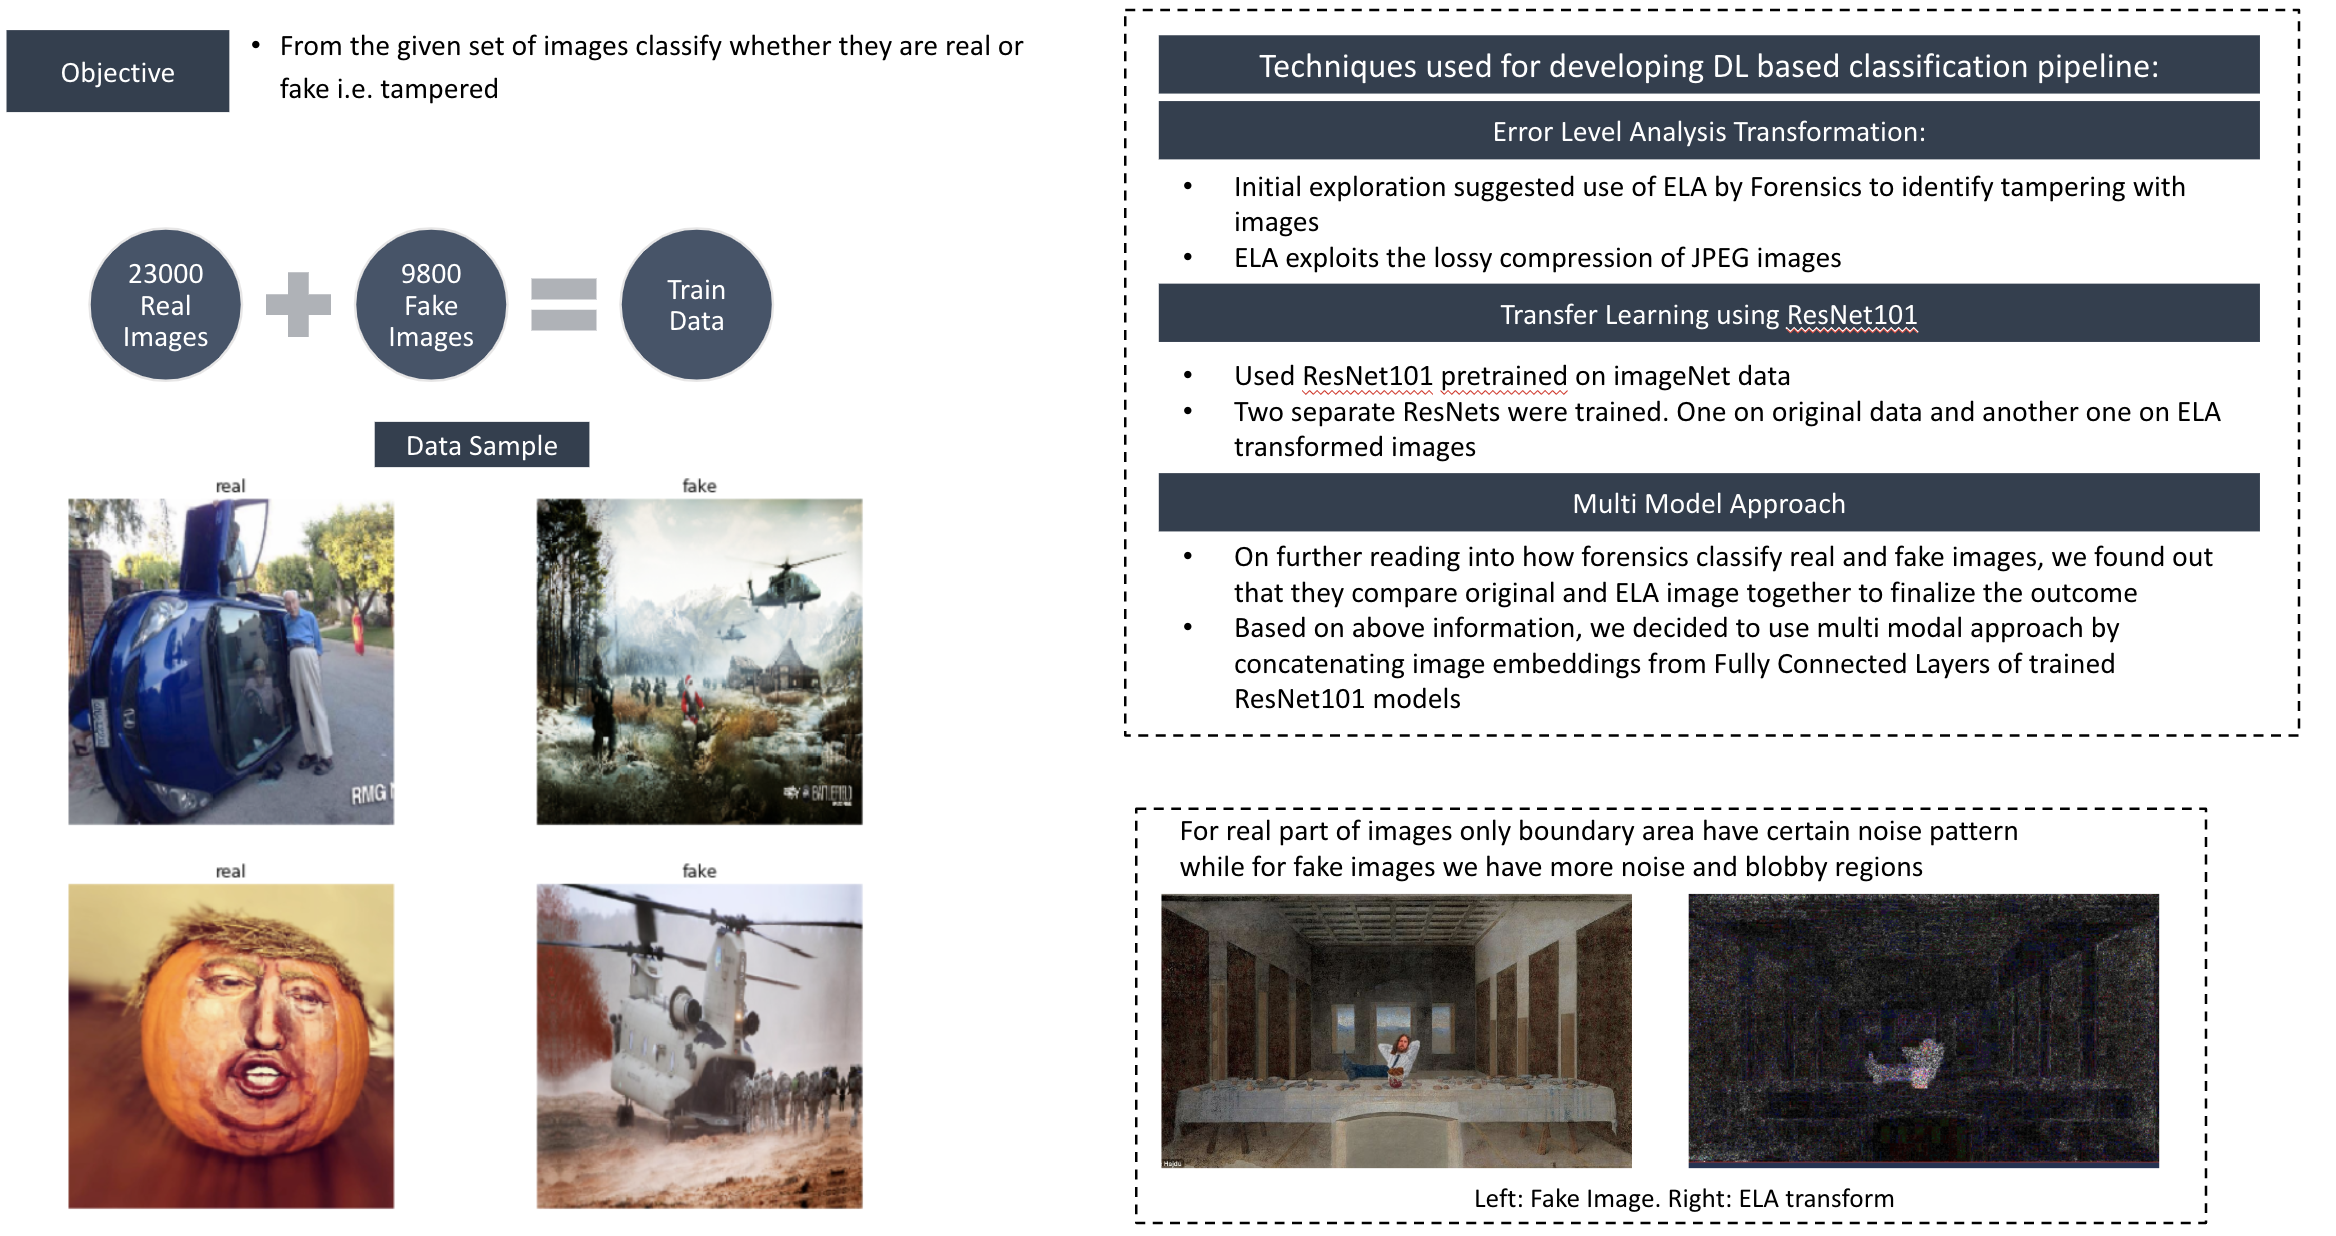 Objective
• From the given set of images classify whether they are real or
fake i.e. tampered
23000
Real
Images
9800
Fake
Images
Train
Data
Data Sample
real
fake
RMG
BATTLEFIELD
real
fake
Techniques used for developing DL based classification pipeline:
Error Level Analysis Transformation:
• Initial exploration suggested use of ELA by Forensics to identify tampering with
images
• ELA exploits the lossy compression of JPEG images
Transfer Learning using ResNet101
• Used ResNet101 pretrained on imageNet data
• Two separate ResNets were trained. One on original data and another one on ELA
transformed images
Multi Model Approach
• On further reading into how forensics classify real and fake images, we found out
that they compare original and ELA image together to finalize the outcome
• Based on above information, we decided to use multi modal approach by
concatenating image embeddings from Fully Connected Layers of trained
ResNet101 models
For real part of images only boundary area have certain noise pattern
while for fake images we have more noise and blobby regions
Hajdu
Left: Fake Image. Right: ELA transform